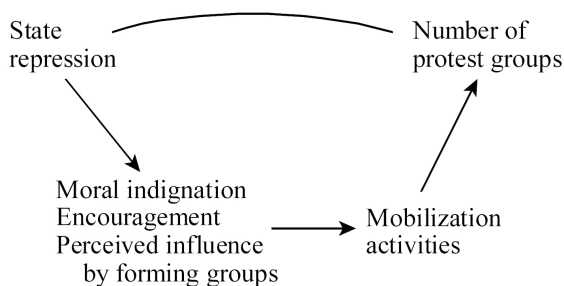 State
repression
Number of
protest groups
Moral indignation
Encouragement
Perceived influence
by forming groups
Mobilization
activities